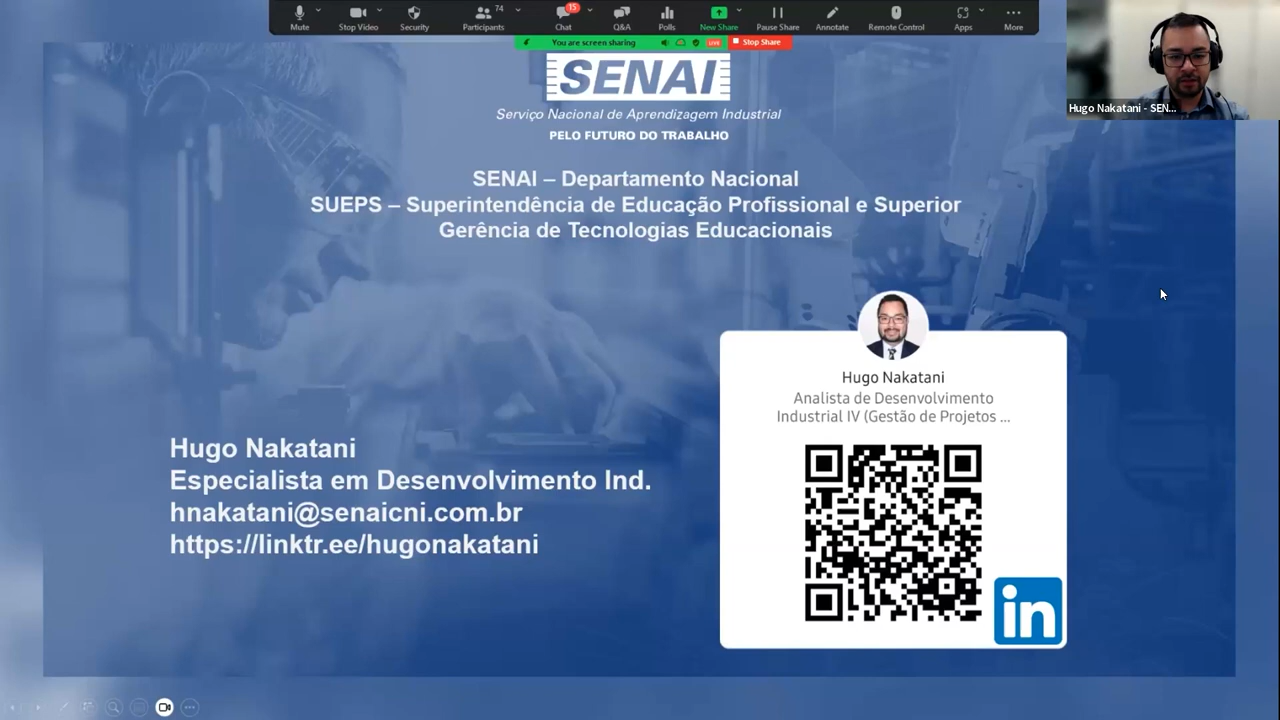 Mute
Stop Video
Security
74
Participants
15
Chat
Q&A
Polls
New Share
Pause Share
Annotate
Remote Control
Apps
More
You are screen sharing
LIVE
Stop Share
Hugo Nakatani - SEN...
SENAI
Serviço Nacional de Aprendizagem Industrial
PELO FUTURO DO TRABALHO
SENAI – Departamento Nacional
SUEPS – Superintendência de Educação Profissional e Superior
Gerência de Tecnologias Educacionais
Hugo Nakatani
Analista de Desenvolvimento
Industrial IV (Gestão de Projetos ...
Hugo Nakatani
Especialista em Desenvolvimento Ind.
hnakatani@senaicni.com.br
https://linktr.ee/hugonakatani
in